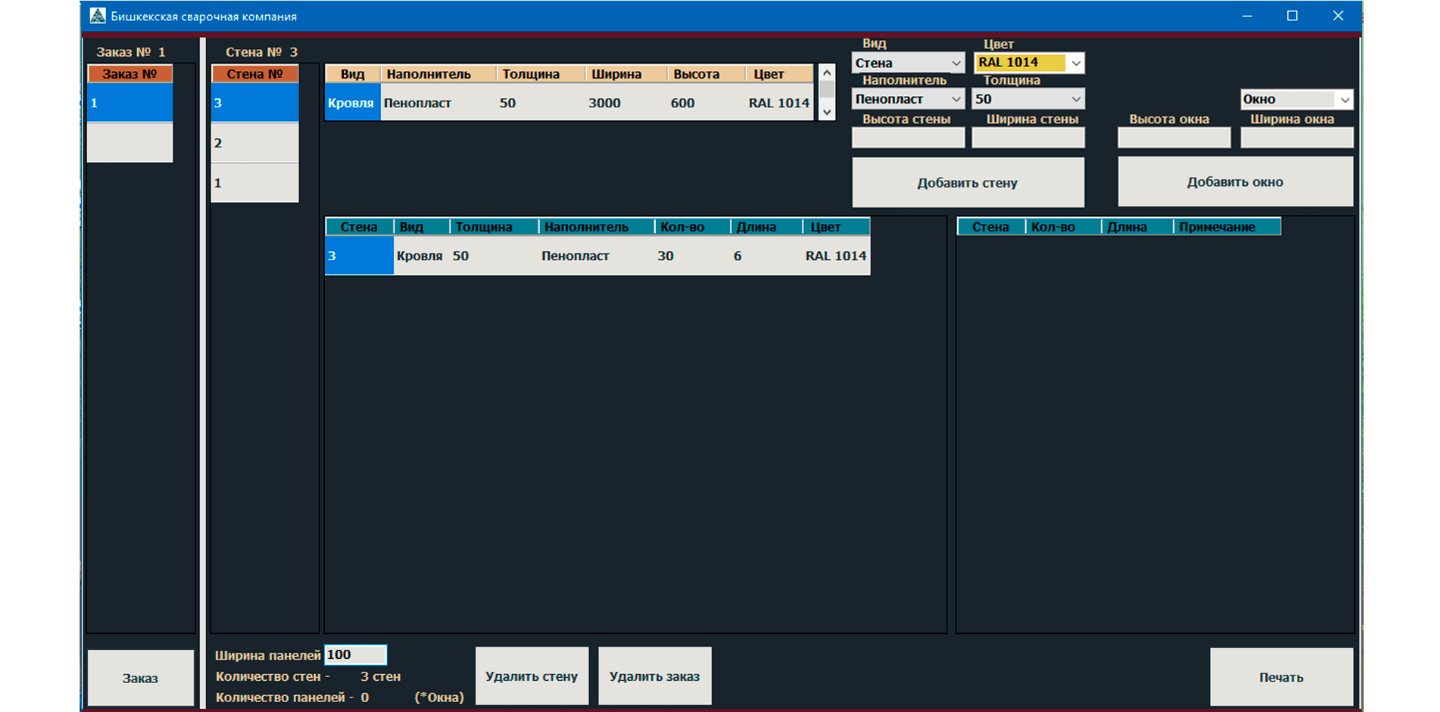 Бишкекская сварочная компания
Заказ № 1
Стена № 3
Вид
Цвет
Заказ №
Стена №
Вид Наполнитель Толщина Ширина Высота Цвет
Стена
RAL 1014
Наполнитель
Толщина
1
3
Кровля Пенопласт 50 3000 600 RAL 1014
Пенопласт
50
Окно
Высота стены
Ширина стены
Высота окна
Ширина окна
2
1
Добавить стену
Добавить окно
Стена Вид Толщина Наполнитель Кол-во Длина Цвет
Стена Кол-во Длина Примечание
3 Кровля 50 Пенопласт 30 6 RAL 1014
Ширина панелей 100
Количество стен - 3 стен
Количество панелей - 0 (*Окна)
Заказ
Удалить стену
Удалить заказ
Печать